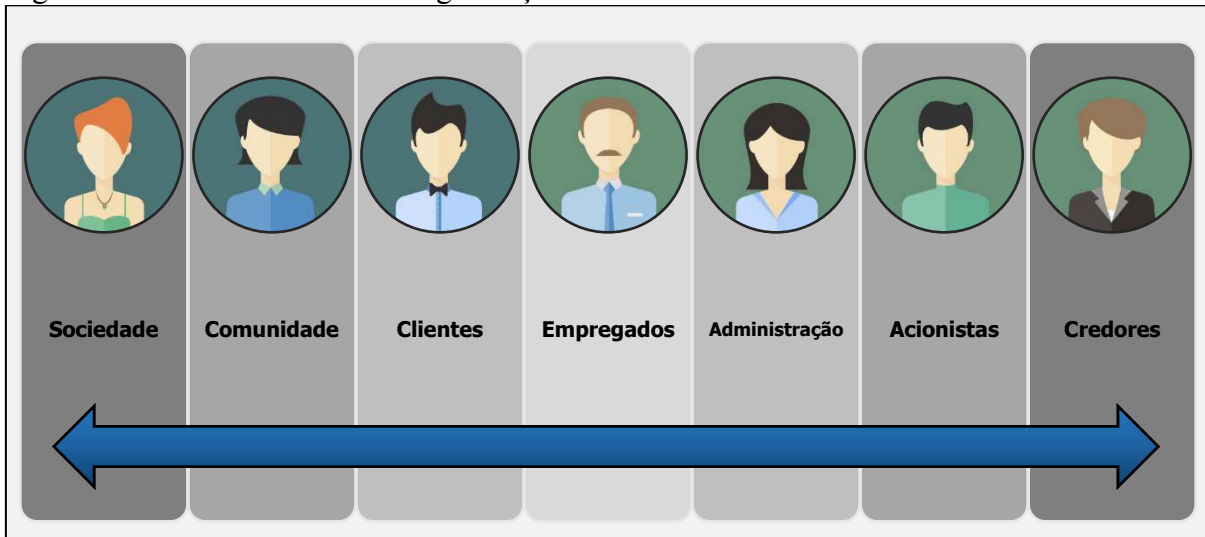 Sociedade
Comunidade
Clientes
Empregados
Administração
Acionistas
Credores